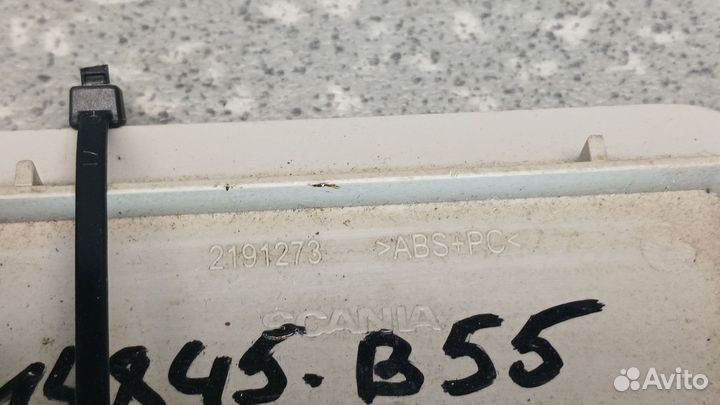 2191273 >ABS+PC<
SCANIA
14845-B55
Avito